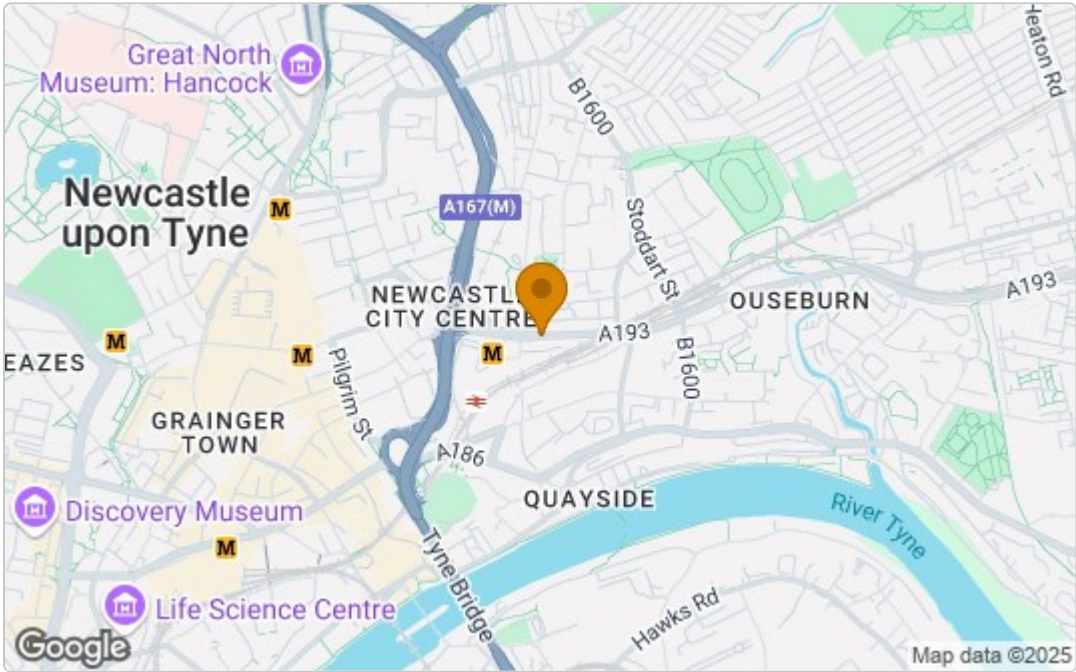 Great North
Museum: Hancock
Heaton Rd
B1600
Newcastle
upon Tyne
M
A167(M)
Stoddart St
NEWCASTL
CITY CENTRE
OUSEBURN
A193
A193
M
M
M
EAZES
Pilgrim St
B1600
GRAINGER
TOWN
A186
QUAYSIDE
Discovery Museum
River Tyne
M
Tyne Bridge
Life Science Centre
Hawks Rd
Google
Map data ©2025